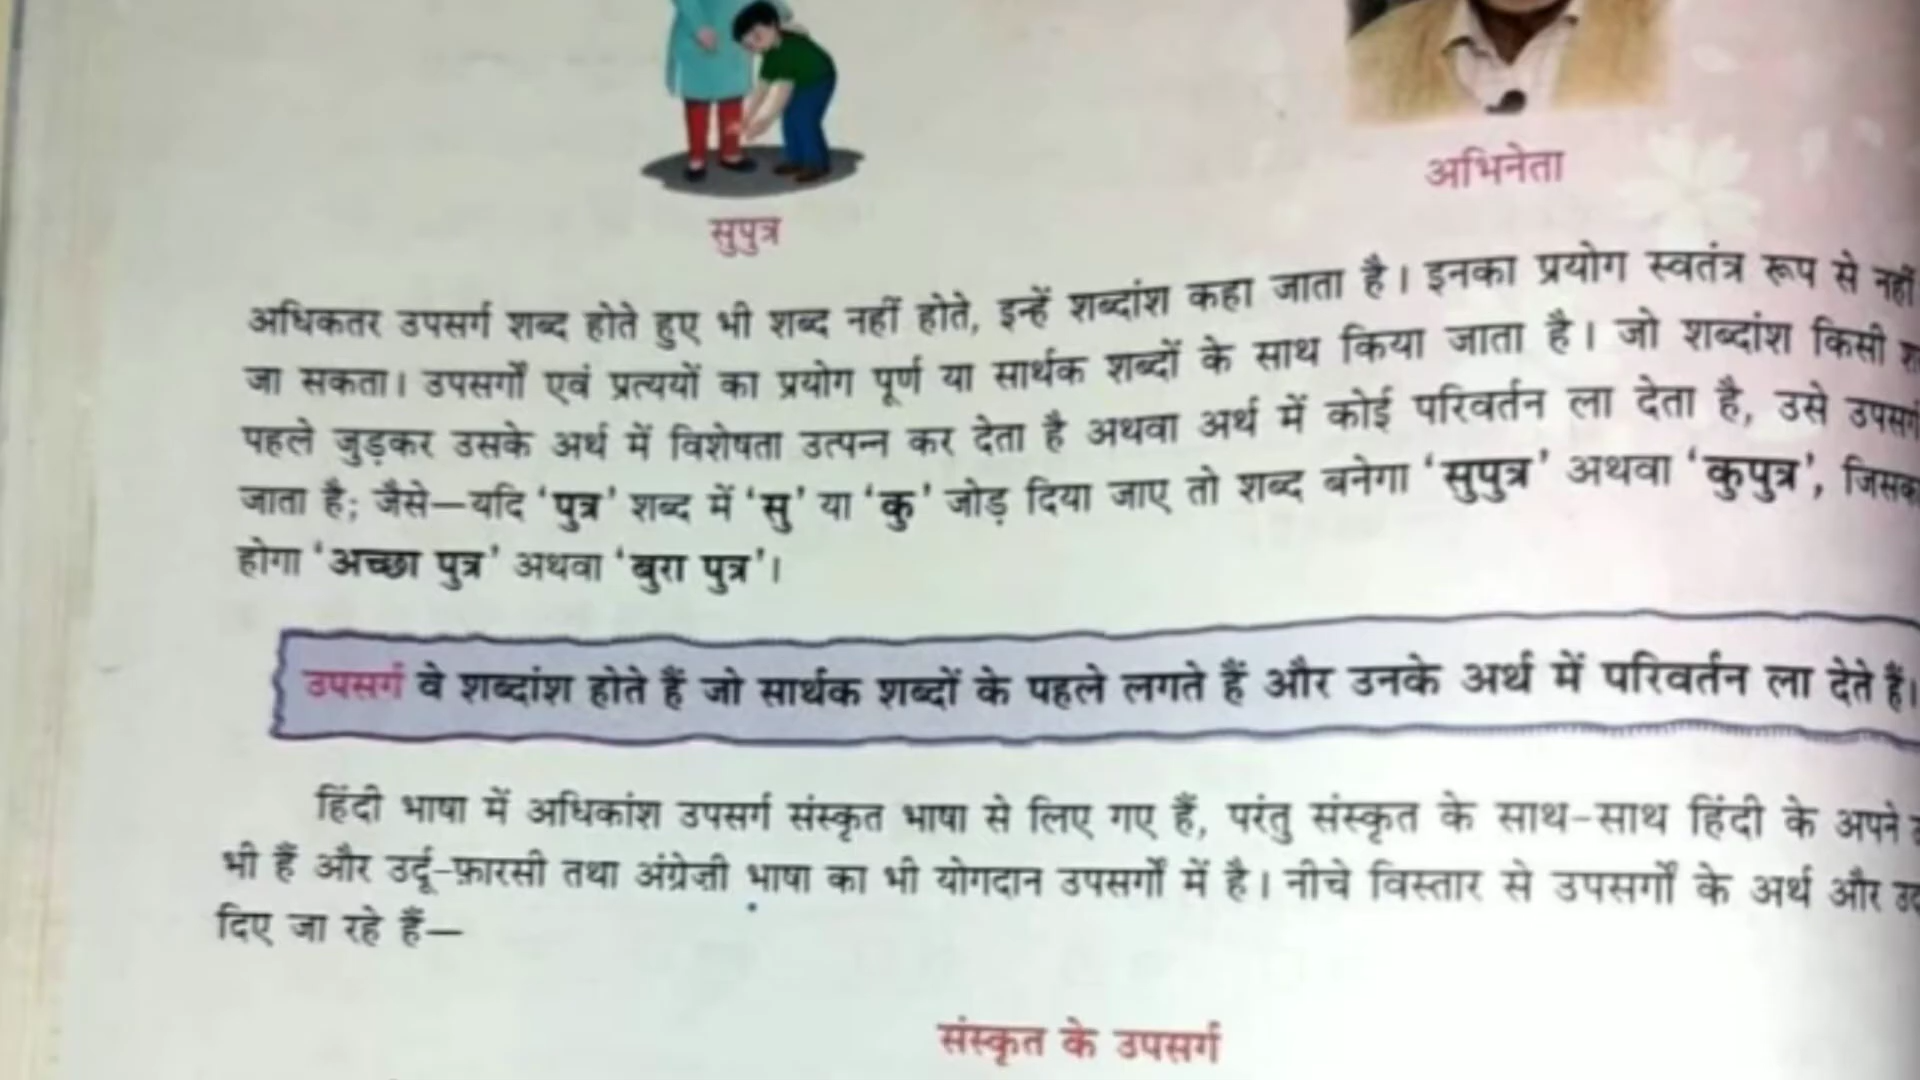 अभिनेता
सुपुत्र
अधिकतर उपसर्ग शब्द होते हुए भी शब्द नहीं होते, इन्हें शब्दांश कहा जाता है। इनका प्रयोग स्वतंत्र रूप से नहीं
जा सकता। उपसर्गों एवं प्रत्ययों का प्रयोग पूर्ण या सार्थक शब्दों के साथ किया जाता है। जो शब्दांश किसी
पहले जुड़कर उसके अर्थ में विशेषता उत्पन्न कर देता है अथवा अर्थ में कोई परिवर्तन ला देता है, उसे उपसर्ग
जाता है; जैसे—यदि ‘पुत्र’ शब्द में ‘सु’ या ‘कु’ जोड़ दिया जाए तो शब्द बनेगा ‘सुपुत्र’ अथवा ‘कुपुत्र’,
होगा ‘अच्छा पुत्र’ अथवा ‘बुरा पुत्र’।
उपसर्ग वे शब्दांश होते हैं जो सार्थक शब्दों के पहले लगते हैं और उनके अर्थ में परिवर्तन ला देते हैं।
हिंदी भाषा में अधिकांश उपसर्ग संस्कृत भाषा से लिए गए हैं, परंतु संस्कृत के साथ-साथ हिंदी के अपने
भी हैं और उर्दू-फ़ारसी तथा अंग्रेज़ी भाषा का भी योगदान उपसर्गों में है। नीचे विस्तार से उपसर्गों के अर्थ और
दिए जा रहे हैं—
संस्कृत के उपसर्ग